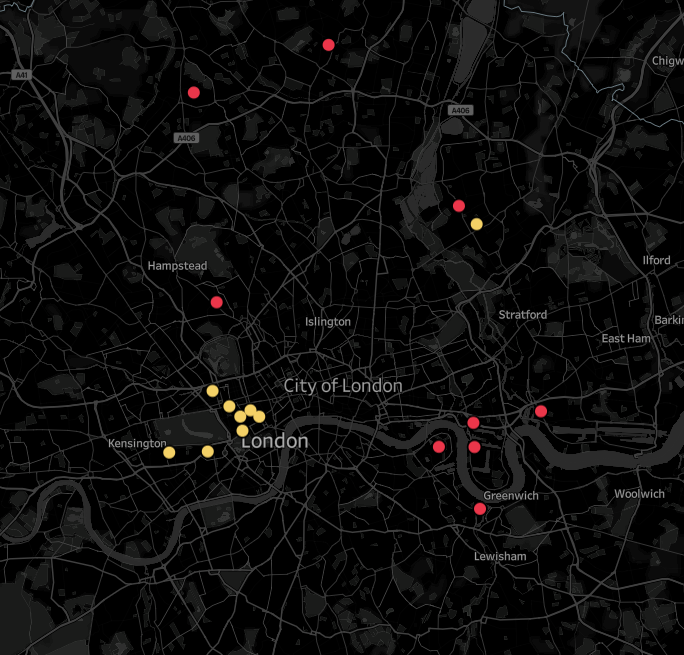 Chigw
A41
A406
A406
Hampstead
Ilford
Stratford
Islington
Barkin
East Ham
City of London
Kensington
London
Greenwich
Woolwich
Lewisham